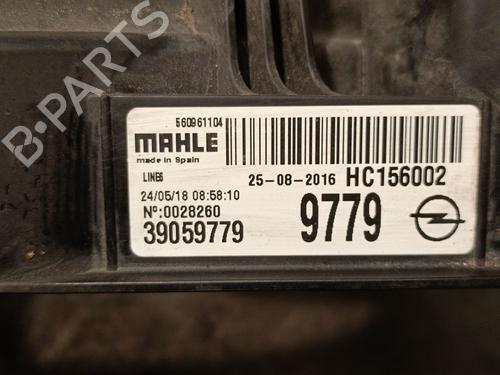 B-PARTS
560961104
MAHLE
made in Spain
LINE6
25-08-2016 HC156002
24/05/18 08:58:10
Nº:0028260
39059779
9779